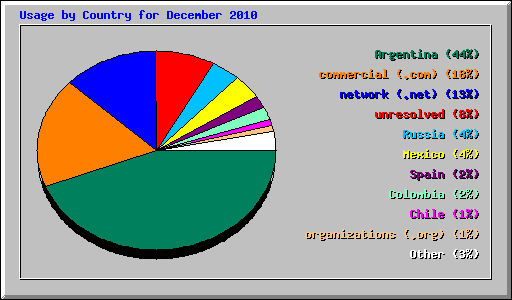 Usage by Country for December 2010
Argentina (44%)
commercial (.com) (18%)
network (.net) (13%)
unresolved (8%)
Russia (4%)
Mexico (4%)
Spain (2%)
Colombia (2%)
Chile (1%)
organizations (.org) (1%)
Other (3%)